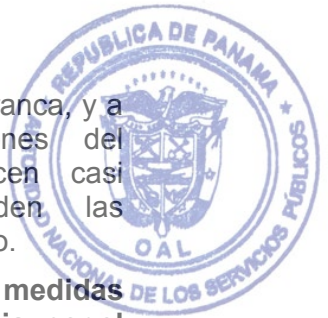 REPUBLICA DE PANAMA
anca, y a
nes del
cen casi
den las
o.
OAL
NACIONAL DE LOS SERVICIOS PÚBLICOS
medidas